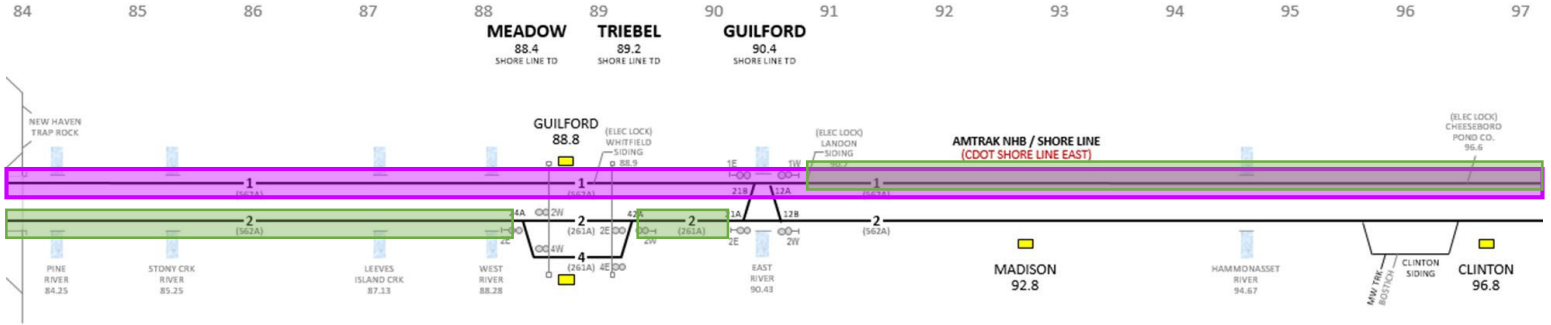 84 85 86 87 88 89 90 91 92 93 94 95 96 97
MEADOW
88.4
SHORE LINE TD
TRIEBEL
89.2
SHORE LINE TD
GUILFORD
90.4
SHORE LINE TD
NEW HAVEN
TRAP ROCK
GUILFORD
88.8
(ELEC LOCK)
WHITFIELD
SIDING
88.9
(ELEC LOCK)
LANDON
SIDING
90.7
AMTRAK NHB / SHORE LINE
(CDOT SHORE LINE EAST)
(ELEC LOCK)
CHEESEBORO
POND CO.
96.6
1E 1W
1 1 1
(562A) (562A) (562A)
21B 12A
24A 2W 42A 21A 12B
2 2 2 2
(562A) (261A) (261A) (562A)
2E 2E 2W 2E 2W
4W
4
(261A) 4E
PINE
RIVER
84.25
STONY CRK
RIVER
85.25
LEEVES
ISLAND CRK
87.13
WEST
RIVER
88.28
EAST
RIVER
90.43
MADISON
92.8
HAMMONASSET
RIVER
94.67
MW TRK
BOSTICH
CLINTON
SIDING
CLINTON
96.8